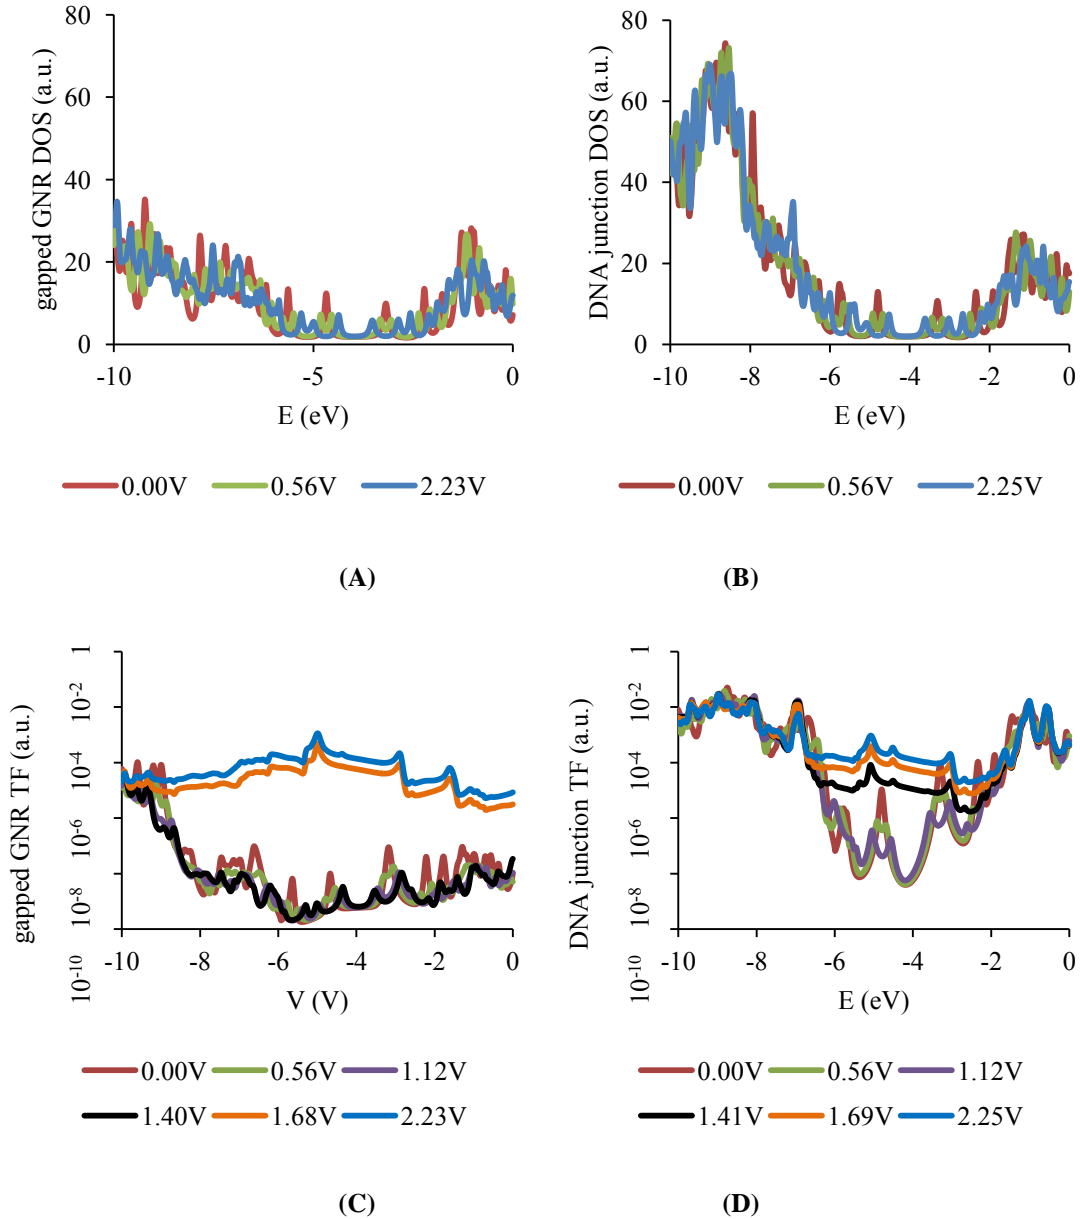 80
60
40
20
0
gapped GNR DOS (a.u.)
-10
-5
0
E (eV)
0.00V
0.56V
2.23V
80
60
40
20
0
DNA junction DOS (a.u.)
-10
-8
-6
-4
-2
0
E (eV)
0.00V
0.56V
2.25V
(A)
(B)
1
10-2
10-4
10-6
10-8
10-10
gapped GNR TF (a.u.)
-10
-8
-6
-4
-2
0
V (V)
0.00V
0.56V
1.12V
1.40V
1.68V
2.23V
1
10-2
10-4
10-6
10-8
10-10
DNA junction TF (a.u.)
-10
-8
-6
-4
-2
0
E (eV)
0.00V
0.56V
1.12V
1.41V
1.69V
2.25V
(C)
(D)